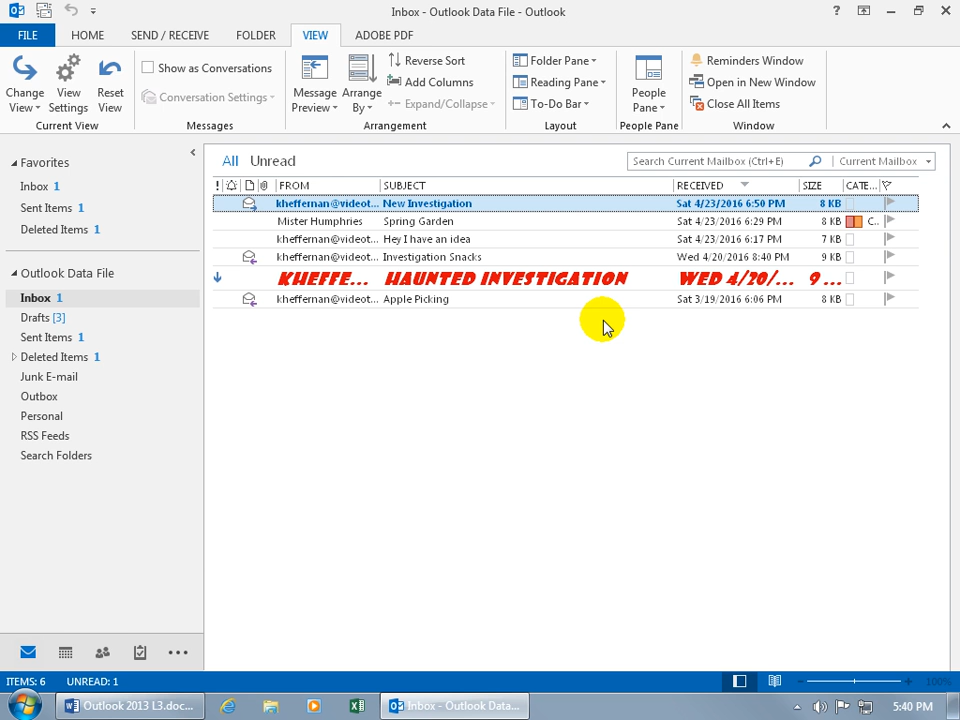 Inbox - Outlook Data File - Outlook
FILE HOME SEND / RECEIVE FOLDER VIEW ADOBE PDF
Change View
View Settings
Reset View
Current View
Show as Conversations
Conversation Settings
Messages
Message Preview
Arrange By
Reverse Sort
Add Columns
Expand/Collapse
Arrangement
Folder Pane
Reading Pane
To-Do Bar
Layout
People Pane
People Pane
Reminders Window
Open in New Window
Close All Items
Window
Favorites
Inbox 1
Sent Items 1
Deleted Items 1
Outlook Data File
Inbox 1
Drafts [3]
Sent Items 1
Deleted Items 1
Junk E-mail
Outbox
Personal
RSS Feeds
Search Folders
All Unread
Search Current Mailbox (Ctrl+E) Current Mailbox
! FROM SUBJECT RECEIVED SIZE CATE...
kheffernan@videot... New Investigation Sat 4/23/2016 6:50 PM 8 KB
Mister Humphries Spring Garden Sat 4/23/2016 6:29 PM 8 KB C...
kheffernan@videot... Hey I have an idea Sat 4/23/2016 6:17 PM 7 KB
kheffernan@videot... Investigation Snacks Wed 4/20/2016 8:40 PM 9 KB
KHEFFE... HAUNTED INVESTIGATION WED 4/20/... 9 ...
kheffernan@videot... Apple Picking Sat 3/19/2016 6:06 PM 8 KB
ITEMS: 6 UNREAD: 1
100%
Outlook 2013 L3.doc...
Inbox - Outlook Data...
5:40 PM